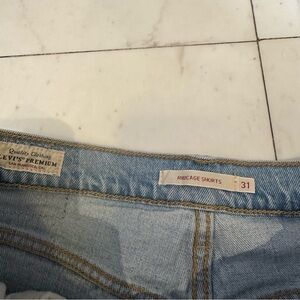 Quality Clothing
LEVI'S® PREMIUM
RIBCAGE SHORTS 31